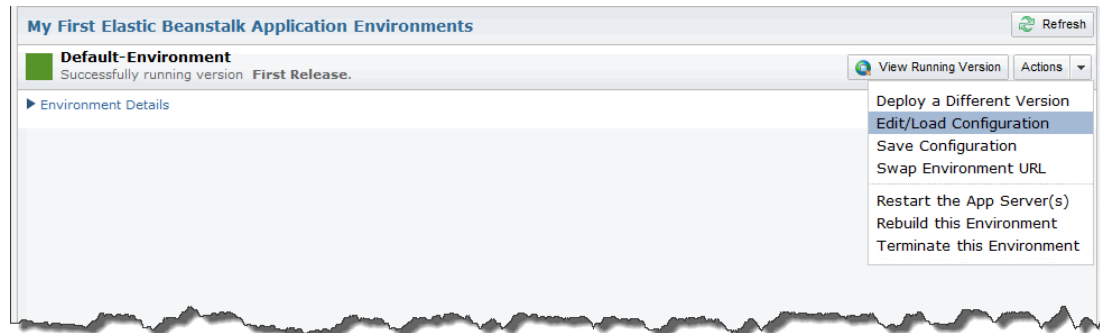 My First Elastic Beanstalk Application Environments
Refresh
Default-Environment
Successfully running version First Release.
View Running Version
Actions
Environment Details
Deploy a Different Version
Edit/Load Configuration
Save Configuration
Swap Environment URL
Restart the App Server(s)
Rebuild this Environment
Terminate this Environment